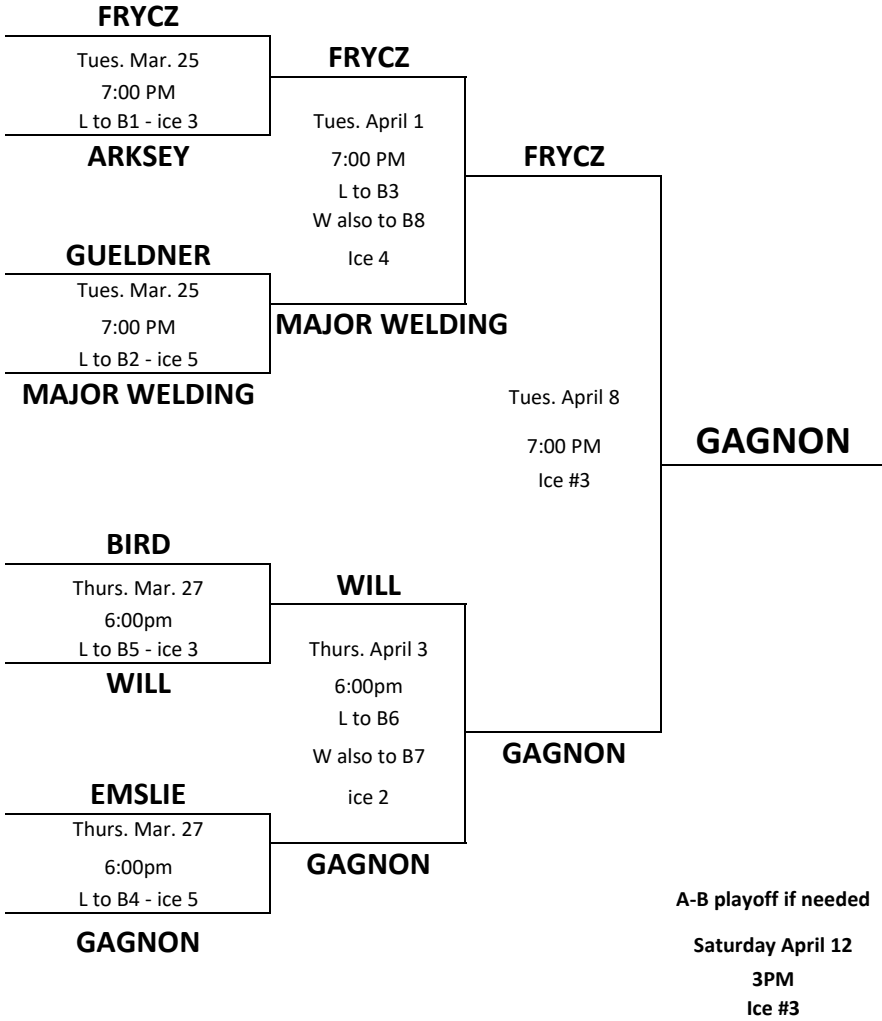 FRYCZ
Tues. Mar. 25
7:00 PM
L to B1 - ice 3
ARKSEY
GUELDNER
Tues. Mar. 25
7:00 PM
L to B2 - ice 5
MAJOR WELDING
BIRD
Thurs. Mar. 27
6:00pm
L to B5 - ice 3
WILL
EMSLIE
Thurs. Mar. 27
6:00pm
L to B4 - ice 5
GAGNON
FRYCZ
Tues. April 1
7:00 PM
L to B3
W also to B8
Ice 4
MAJOR WELDING
WILL
Thurs. April 3
6:00pm
L to B6
W also to B7
ice 2
GAGNON
FRYCZ
Tues. April 8
7:00 PM
Ice #3
GAGNON
GAGNON
A-B playoff if needed
Saturday April 12
3PM
Ice #3